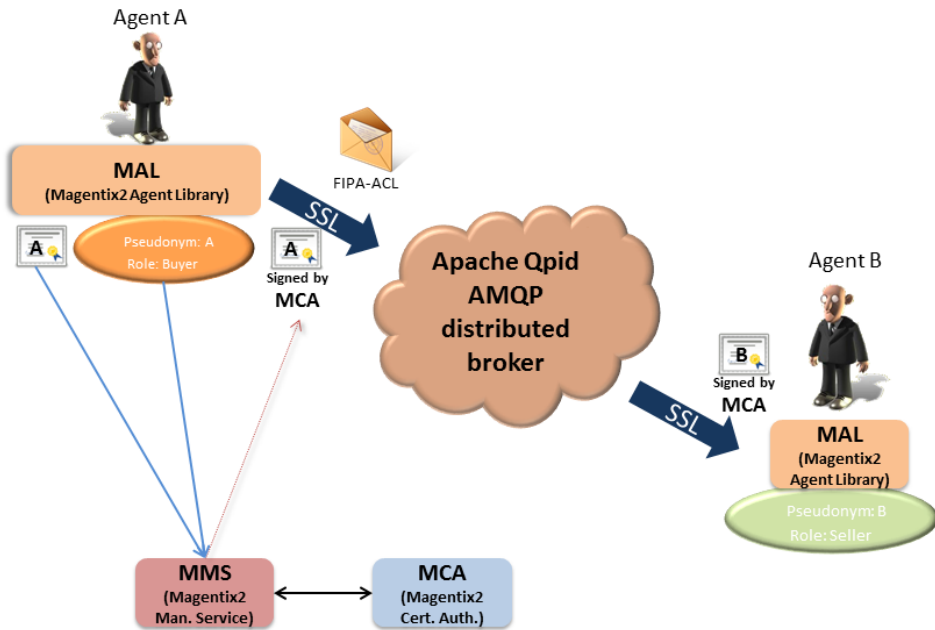 Agent A
MAL
(Magentix2 Agent Library)
FIPA-ACL
SSL
A
Pseudonym: A
Role: Buyer
A
Signed by
MCA
Apache Qpid
AMQP
distributed
broker
Agent B
B
Signed by
MCA
SSL
MAL
(Magentix2
Agent Library)
Pseudonym: B
Role: Seller
MMS
(Magentix2
Man. Service)
MCA
(Magentix2
Cert. Auth.)